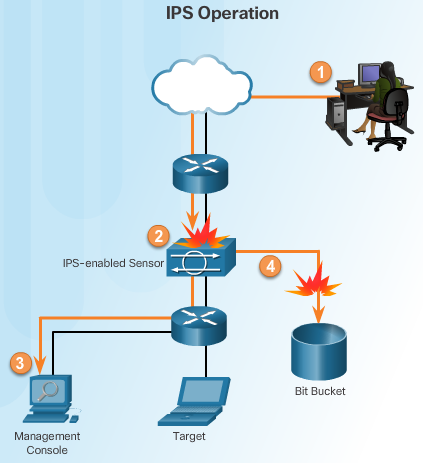 IPS Operation
1
2
IPS-enabled Sensor
4
3
Bit Bucket
Management
Console
Target